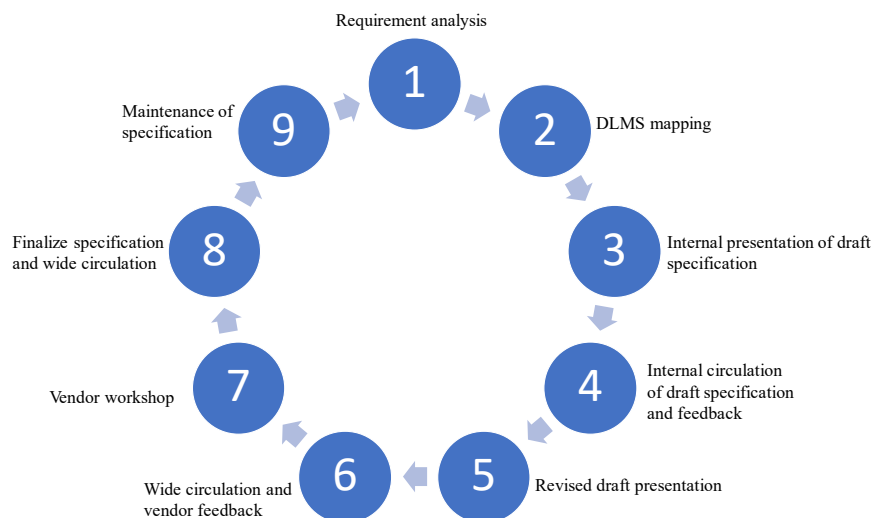 Requirement analysis
1
2
DLMS mapping
3
Internal presentation of draft
specification
4
Internal circulation
of draft specification
and feedback
5
Revised draft presentation
6
Wide circulation and
vendor feedback
7
Vendor workshop
8
Finalize specification
and wide circulation
9
Maintenance of
specification